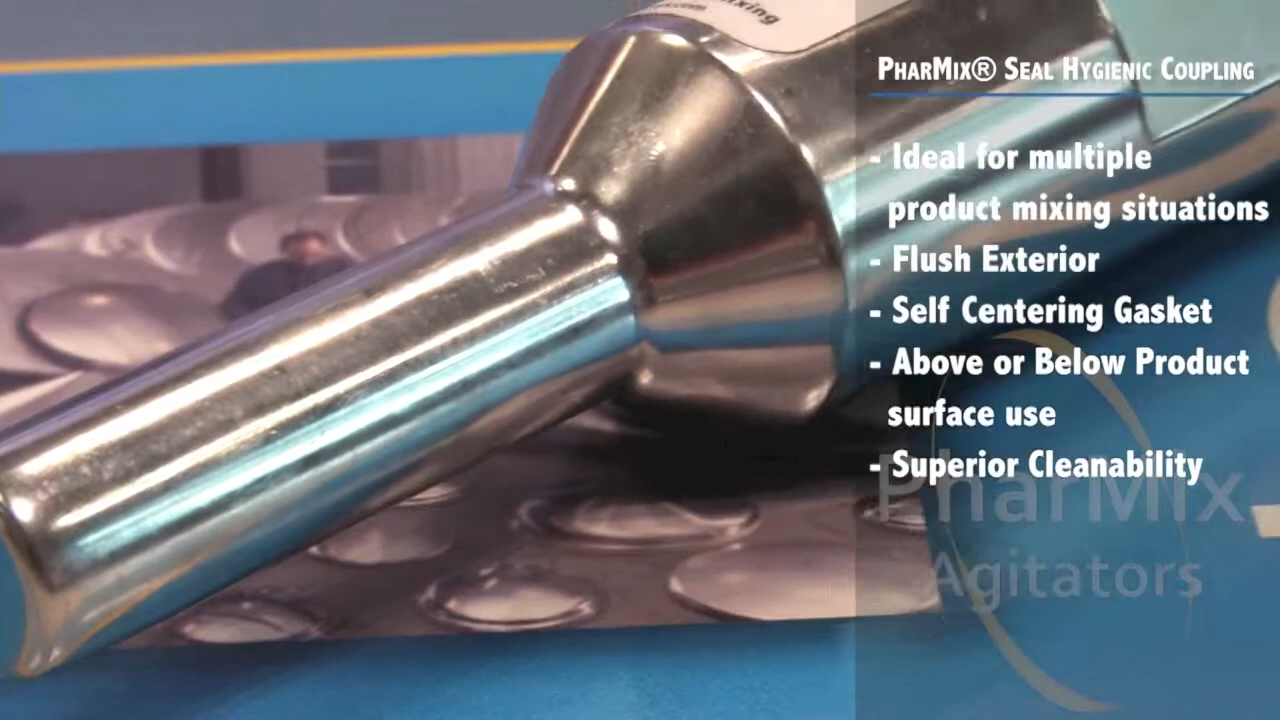 PharMix® Seal Hygienic Coupling
- Ideal for multiple
product mixing situations
- Flush Exterior
- Self Centering Gasket
- Above or Below Product
surface use
- Superior Cleanability
PharMix
Agitators